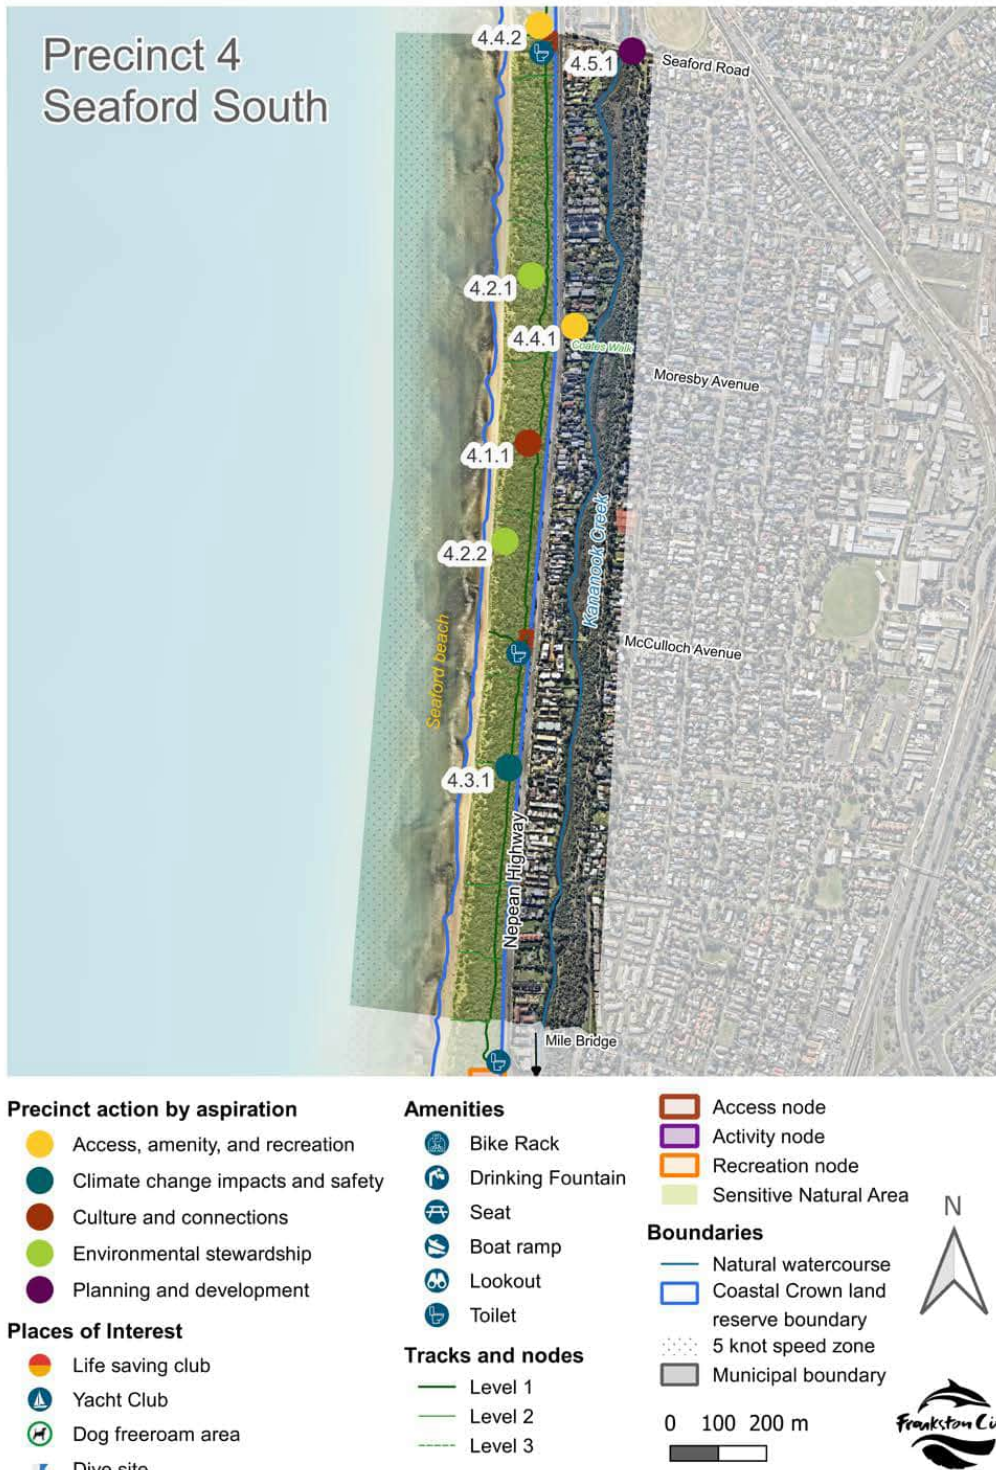 Precinct 4
Seaford South
4.4.2
4.5.1
Seaford Road
4.2.1
4.4.1
Coates Walk
Moresby Avenue
4.1.1
4.2.2
Kananook Creek
Seaford beach
McCulloch Avenue
4.3.1
Nepean Highway
Mile Bridge
Precinct action by aspiration
Access, amenity, and recreation
Climate change impacts and safety
Culture and connections
Environmental stewardship
Planning and development
Places of Interest
Life saving club
Yacht Club
Dog freeroam area
Dive site
Amenities
Bike Rack
Drinking Fountain
Seat
Boat ramp
Lookout
Toilet
Tracks and nodes
Level 1
Level 2
Level 3
Access node
Activity node
Recreation node
Sensitive Natural Area
Boundaries
Natural watercourse
Coastal Crown land
reserve boundary
5 knot speed zone
Municipal boundary
0 100 200 m
N
Frankston Ci